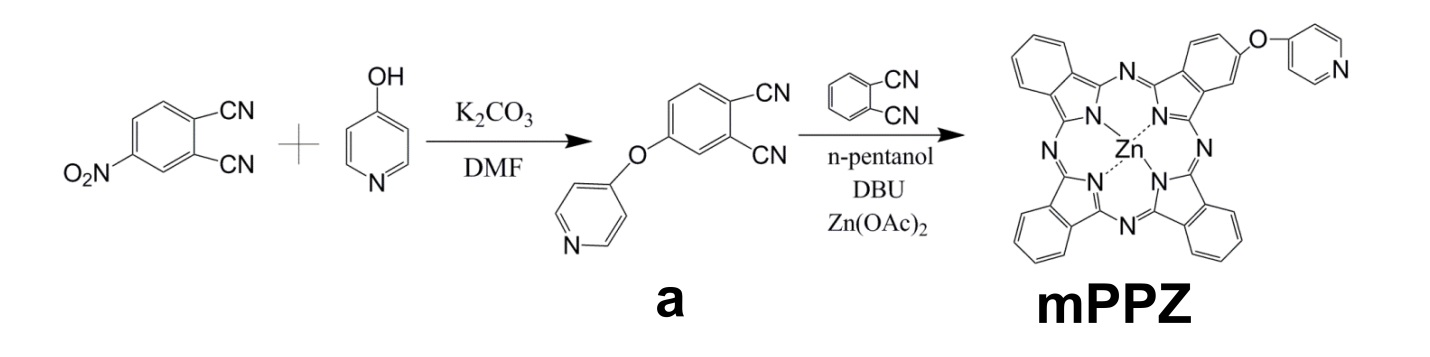 O₂N
CN
CN
OH
N
K₂CO₃
DMF
CN
CN
O
N
CN
CN
n-pentanol
DBU
Zn(OAc)₂
O
N
N
N
N
N
Zn
N
N
N
N
a
mPPZ